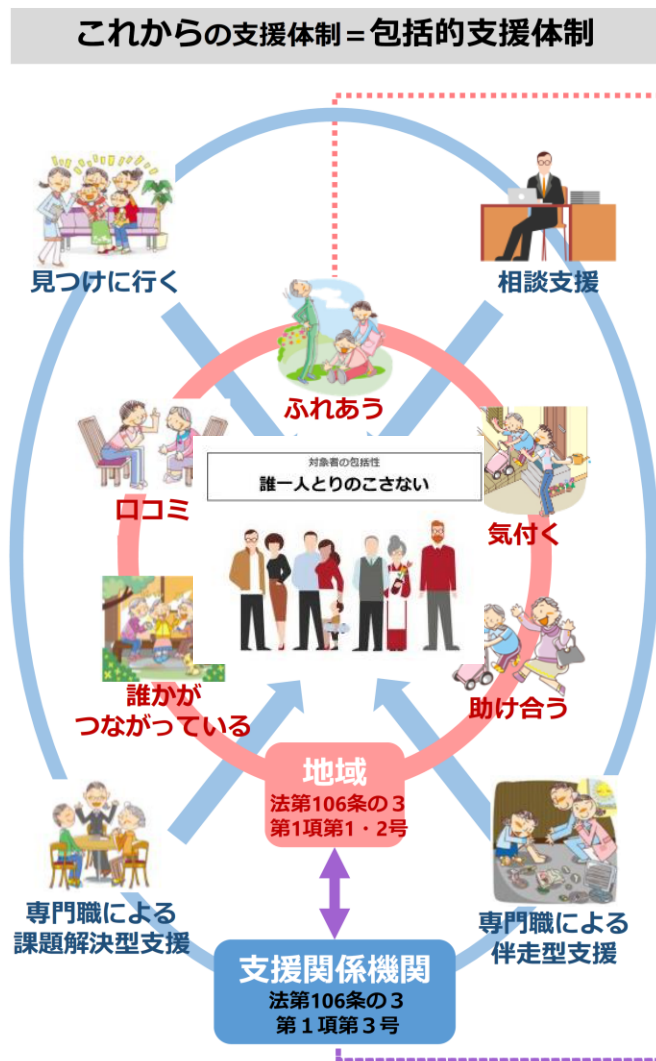 これからの支援体制＝包括的支援体制
見つけに行く
相談支援
ふれあう
口コミ
対象者の包括性
誰一人とりのこさない
気付く
誰かが
つながっている
助け合う
地域
法第106条の３
第1項第1・2号
専門職による
課題解決型支援
専門職による
伴走型支援
支援関係機関
法第106条の３
第１項第３号